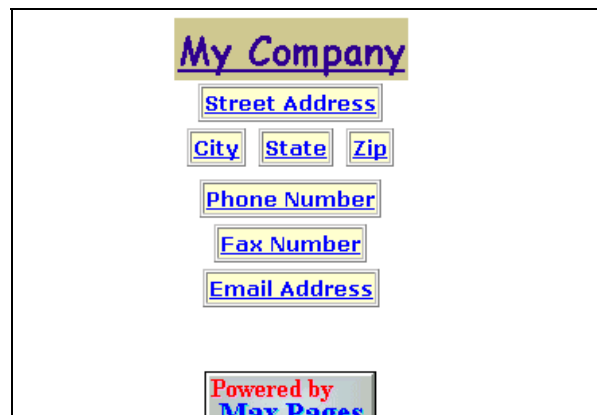 My Company
Street Address
City State Zip
Phone Number
Fax Number
Email Address
Powered by
Max Pages